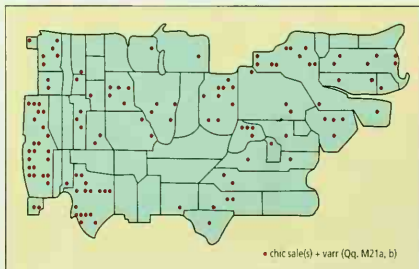 • chic sale(s) + varr (Qq. M21a, b)